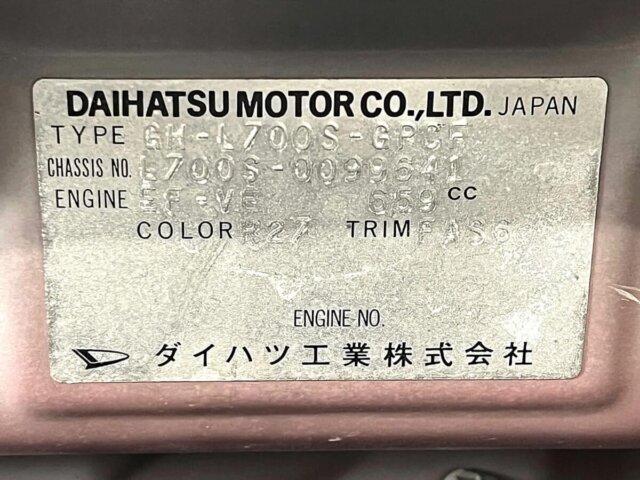 DAIHATSU MOTOR CO.,LTD. JAPAN
TYPE GH-L700S-GPCF
CHASSIS NO. L700S-0099641
ENGINE EF-VE 659 CC
COLOR R27 TRIM FAS6
ENGINE NO.
ダイハツ工業株式会社